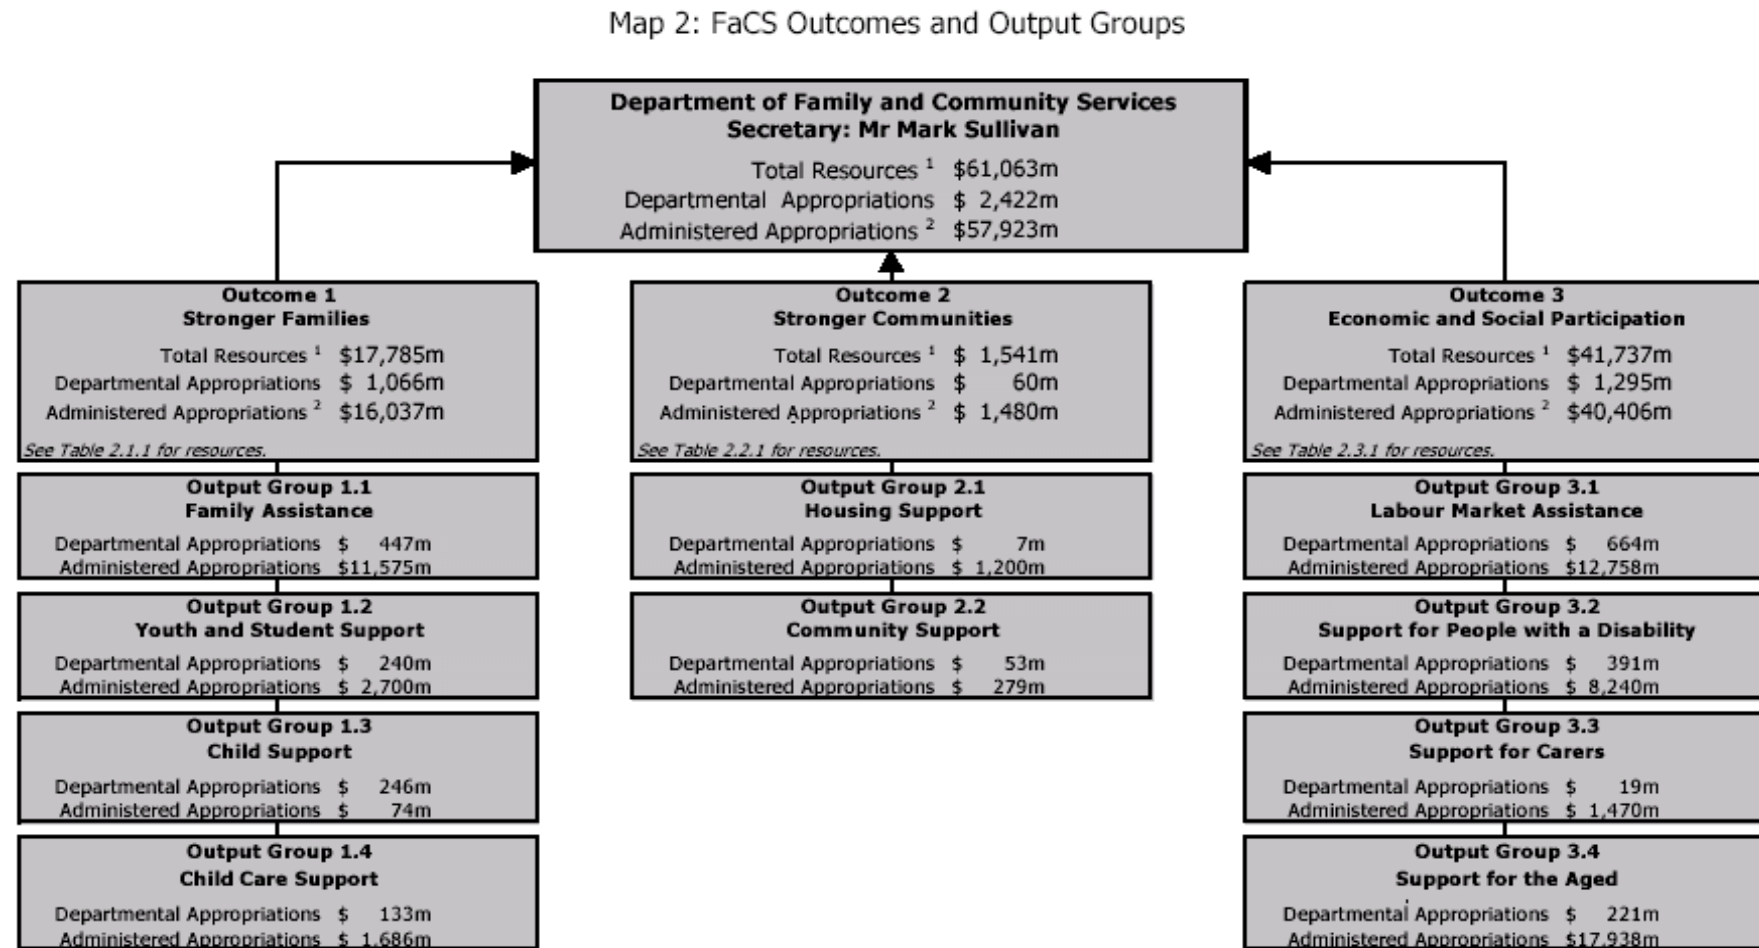 Map 2: FaCS Outcomes and Output Groups
Department of Family and Community Services
Secretary: Mr Mark Sullivan
Total Resources 1 $61,063m
Departmental Appropriations $ 2,422m
Administered Appropriations 2 $57,923m
Outcome 1
Stronger Families
Total Resources 1 $17,785m
Departmental Appropriations $ 1,066m
Administered Appropriations 2 $16,037m
See Table 2.1.1 for resources.
Output Group 1.1
Family Assistance
Departmental Appropriations $ 447m
Administered Appropriations $11,575m
Output Group 1.2
Youth and Student Support
Departmental Appropriations $ 240m
Administered Appropriations $ 2,700m
Output Group 1.3
Child Support
Departmental Appropriations $ 246m
Administered Appropriations $ 74m
Output Group 1.4
Child Care Support
Departmental Appropriations $ 133m
Administered Appropriations $ 1,686m
Outcome 2
Stronger Communities
Total Resources 1 $ 1,541m
Departmental Appropriations $ 60m
Administered Appropriations 2 $ 1,480m
See Table 2.2.1 for resources.
Output Group 2.1
Housing Support
Departmental Appropriations $ 7m
Administered Appropriations $ 1,200m
Output Group 2.2
Community Support
Departmental Appropriations $ 53m
Administered Appropriations $ 279m
Outcome 3
Economic and Social Participation
Total Resources 1 $41,737m
Departmental Appropriations $ 1,295m
Administered Appropriations 2 $40,406m
See Table 2.3.1 for resources.
Output Group 3.1
Labour Market Assistance
Departmental Appropriations $ 664m
Administered Appropriations $12,758m
Output Group 3.2
Support for People with a Disability
Departmental Appropriations $ 391m
Administered Appropriations $ 8,240m
Output Group 3.3
Support for Carers
Departmental Appropriations $ 19m
Administered Appropriations $ 1,470m
Output Group 3.4
Support for the Aged
Departmental Appropriations $ 221m
Administered Appropriations $17,938m